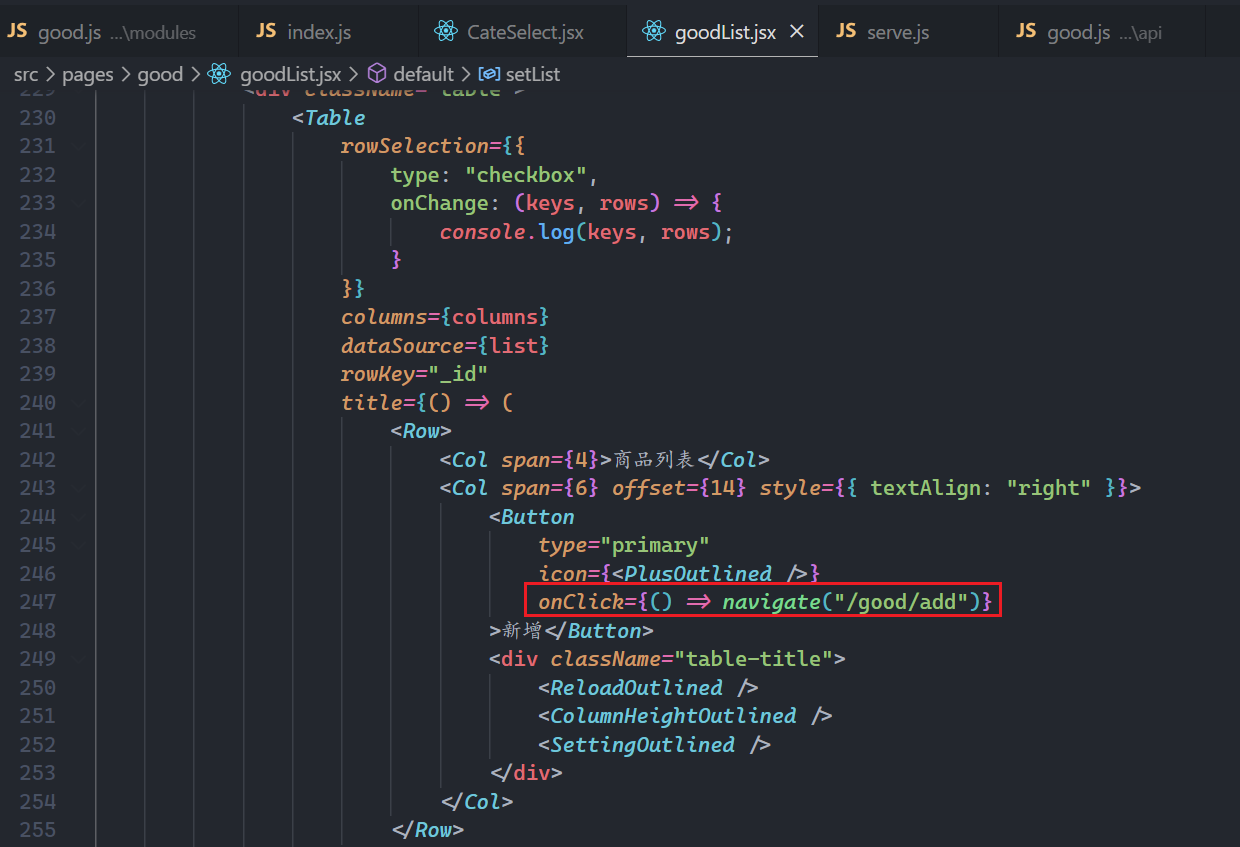 JS good.js ...\modules JS index.js CateSelect.jsx goodList.jsx × JS serve.js JS good.js ...\api
src > pages > good > goodList.jsx > default > setList
229 <div className="table">
230 <Table
231 rowSelection={{
232 type: "checkbox",
233 onChange: (keys, rows) => {
234 console.log(keys, rows);
235 }
236 }}
237 columns={columns}
238 dataSource={list}
239 rowKey="_id"
240 title={() => (
241 <Row>
242 <Col span={4}>商品列表</Col>
243 <Col span={6} offset={14} style={{ textAlign: "right" }}>
244 <Button
245 type="primary"
246 icon={<PlusOutlined />}
247 onClick={() => navigate("/good/add")}
248 >新增</Button>
249 <div className="table-title">
250 <ReloadOutlined />
251 <ColumnHeightOutlined />
252 <SettingOutlined />
253 </div>
254 </Col>
255 </Row>